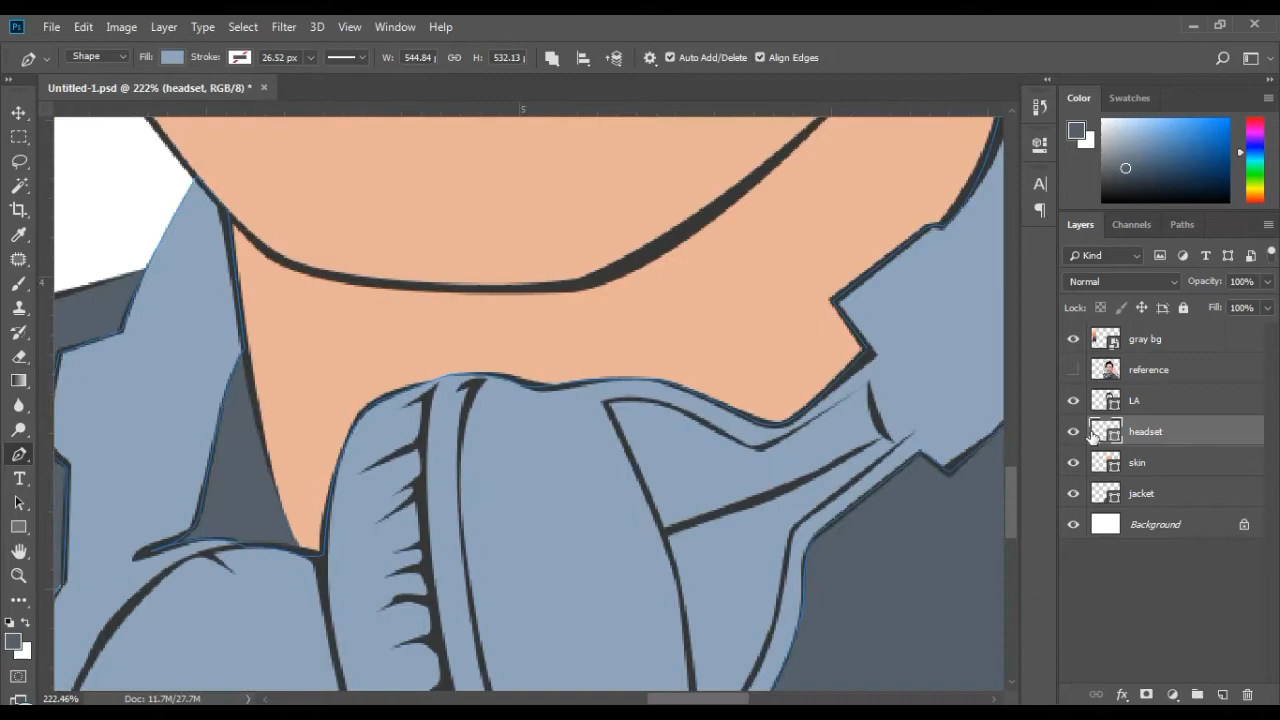 Ps File Edit Image Layer Type Select Filter 3D View Window Help
Shape Fill: Stroke: 26.52 px W: 544.84 p H: 532.13 Auto Add/Delete Align Edges
Untitled-1.psd @ 222% (headset, RGB/8) * ×
5
4
Color Swatches
Layers Channels Paths
Kind
Normal Opacity: 100%
Lock: Fill: 100%
gray bg
reference
LA
headset
skin
jacket
Background
222.46% Doc: 11.7M/27.7M